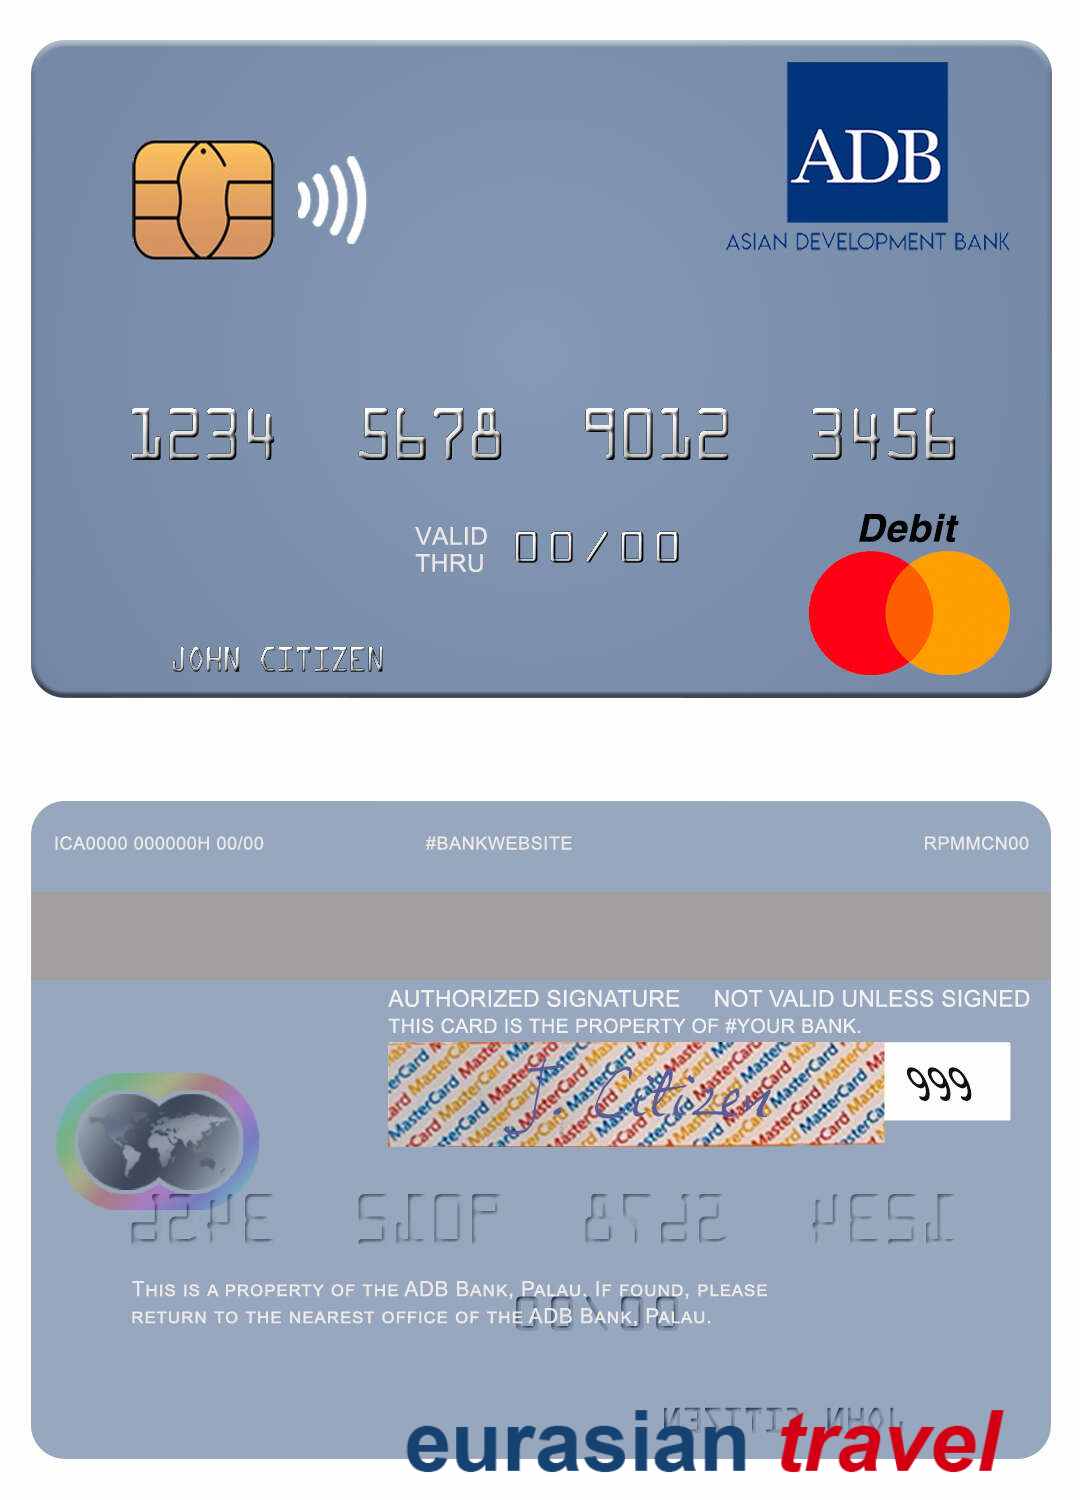 ADB
ASIAN DEVELOPMENT BANK
1234 5678 9012 3456
Debit
VALID THRU 00/00
JOHN CITIZEN
ICA0000 000000H 00/00 #BANKWEBSITE RPMMCN00
AUTHORIZED SIGNATURE NOT VALID UNLESS SIGNED
THIS CARD IS THE PROPERTY OF #YOUR BANK.
MasterCard MasterCard MasterCard
J. Citizen
999
THIS IS A PROPERTY OF THE ADB BANK, PALAU. IF FOUND, PLEASE
RETURN TO THE NEAREST OFFICE OF THE ADB BANK, PALAU.
eurasian travel